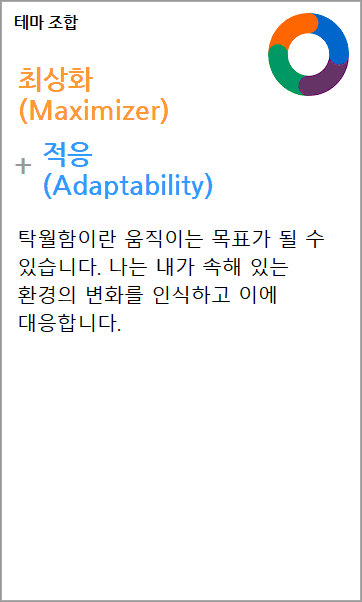 테마 조합
최상화
(Maximizer)
+ 적응
(Adaptability)
탁월함이란 움직이는 목표가 될 수
있습니다. 나는 내가 속해 있는
환경의 변화를 인식하고 이에
대응합니다.